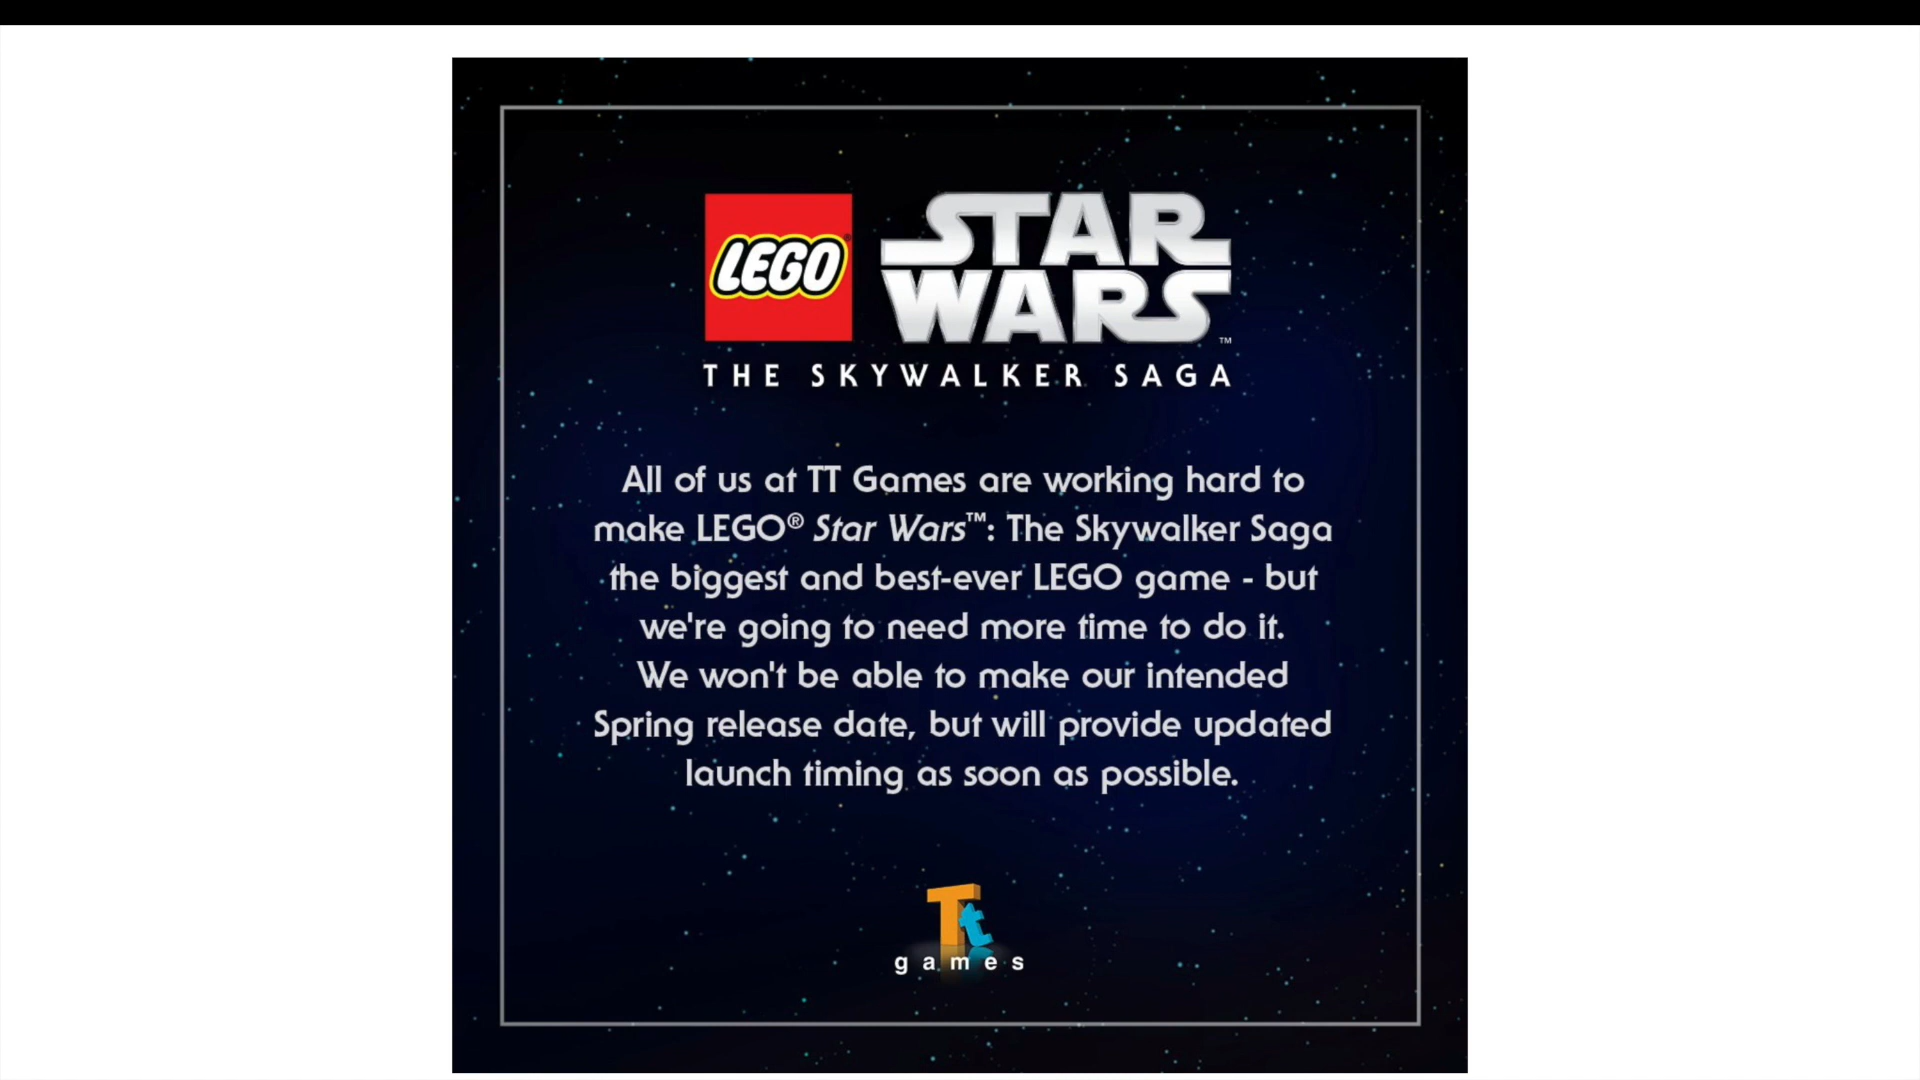 LEGO®
STAR
WARS™
THE SKYWALKER SAGA
All of us at TT Games are working hard to
make LEGO® Star Wars™: The Skywalker Saga
the biggest and best-ever LEGO game - but
we're going to need more time to do it.
We won't be able to make our intended
Spring release date, but will provide updated
launch timing as soon as possible.
Tt
games